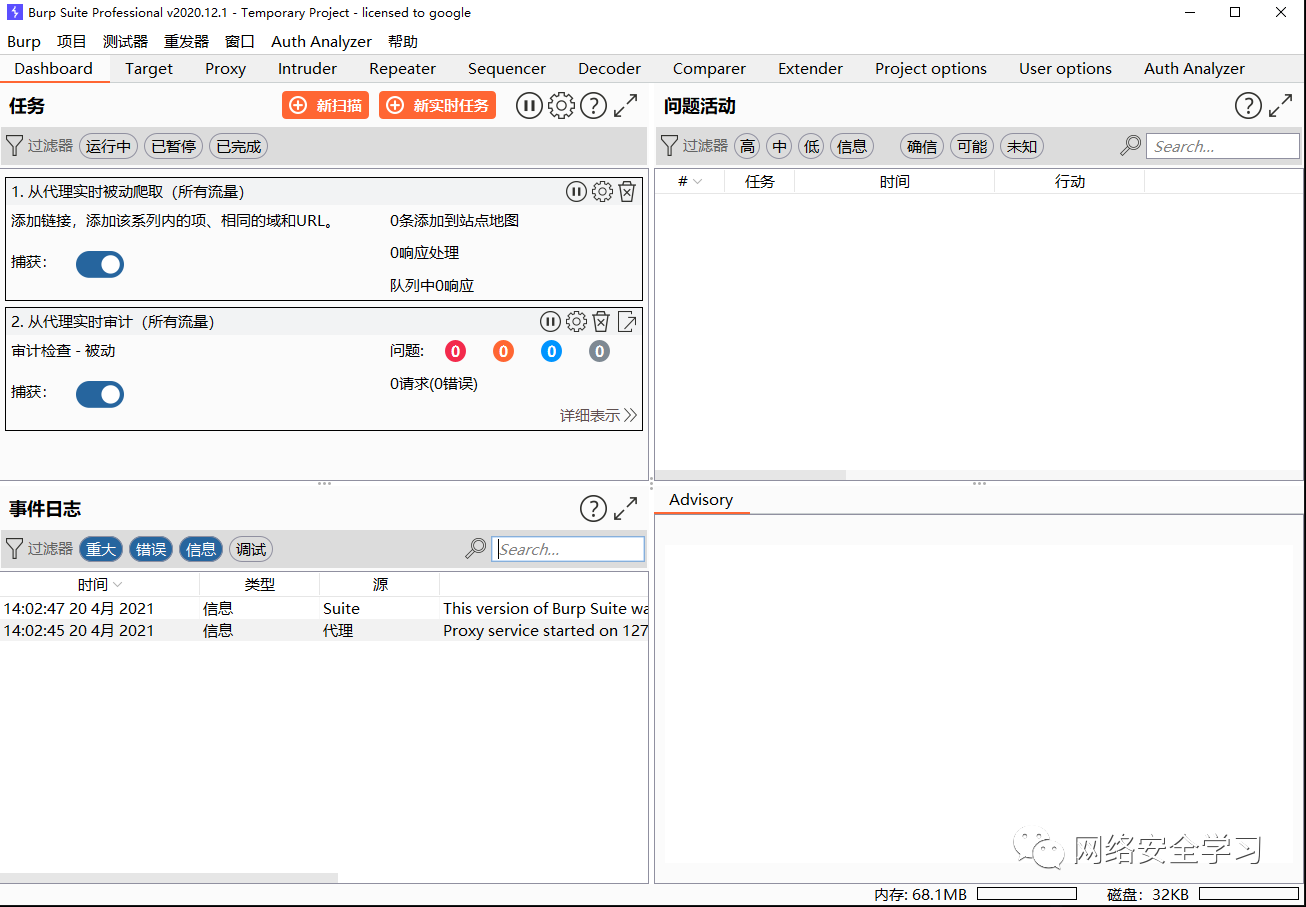 Burp Suite Professional v2020.12.1 - Temporary Project - licensed to google
Burp 项目 测试器 重发器 窗口 Auth Analyzer 帮助
Dashboard Target Proxy Intruder Repeater Sequencer Decoder Comparer Extender Project options User options Auth Analyzer
任务 新扫描 新实时任务
过滤器 运行中 已暂停 已完成
1. 从代理实时被动爬取（所有流量）
添加链接，添加该系列内的项、相同的域和URL。 0条添加到站点地图
0响应处理
捕获：
队列中0响应
2. 从代理实时审计（所有流量）
审计检查 - 被动 问题: 0 0 0 0
0请求(0错误)
捕获：
详细表示
问题活动
过滤器 高 中 低 信息 确信 可能 未知 Search...
# 任务 时间 行动
事件日志
过滤器 重大 错误 信息 调试 Search...
时间 类型 源
14:02:47 20 4月 2021 信息 Suite This version of Burp Suite wa
14:02:45 20 4月 2021 信息 代理 Proxy service started on 127
Advisory
网络安全学习
内存: 68.1MB 磁盘： 32KB